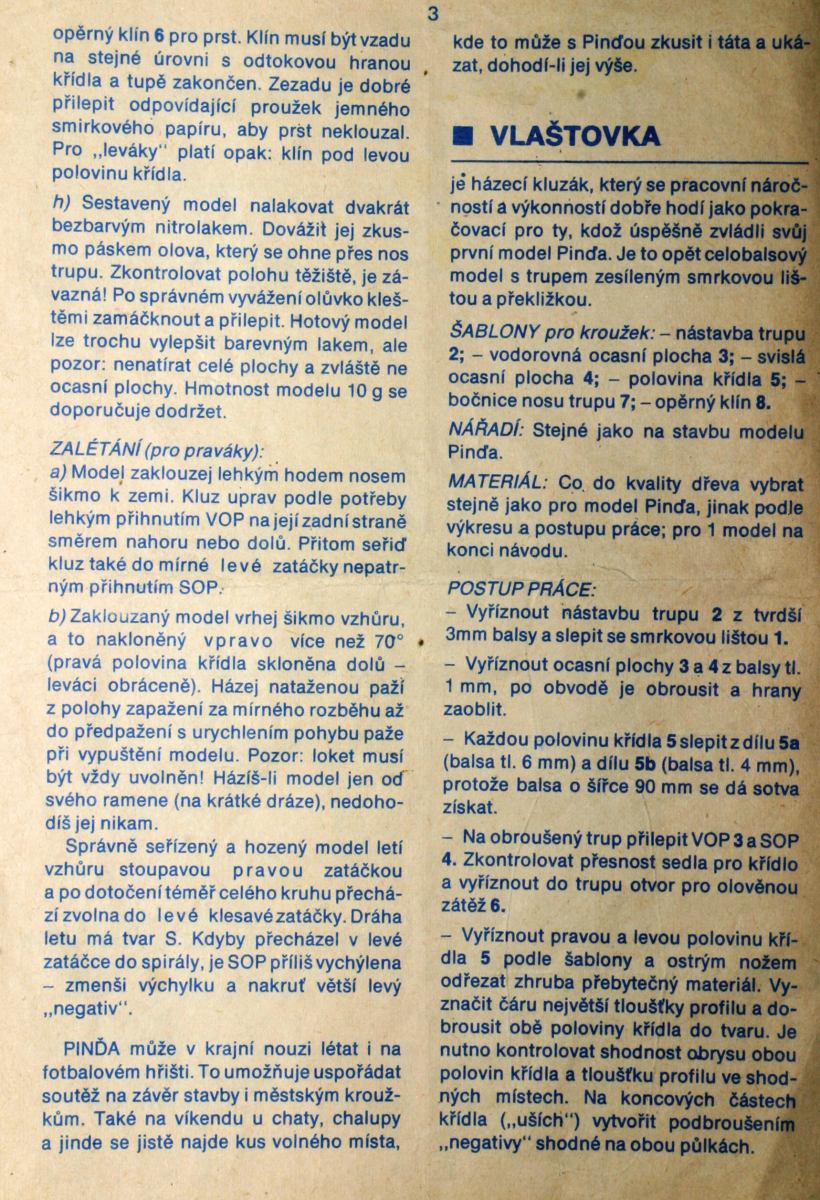 3
opěrný klín 6 pro prst. Klín musí být vzadu
na stejné úrovni s odtokovou hranou
křídla a tupě zakončen. Zezadu je dobré
přilepit odpovídající proužek jemného
smirkového papíru, aby prst neklouzal.
Pro „leváky“ platí opak: klín pod levou
polovinu křídla.
h) Sestavený model nalakovat dvakrát
bezbarvým nitrolakem. Dovážit jej zkus-
mo páskem olova, který se ohne přes nos
trupu. Zkontrolovat polohu těžiště, je zá-
vazná! Po správném vyvážení olůvko kleš-
těmi zamáčknout a přilepit. Hotový model
lze trochu vylepšit barevným lakem, ale
pozor: nenatírat celé plochy a zvláště ne
ocasní plochy. Hmotnost modelu 10 g se
doporučuje dodržet.
ZALÉTÁNÍ (pro praváky):
a) Model zaklouzej lehkým hodem nosem
šikmo k zemi. Kluz uprav podle potřeby
lehkým přihnutím VOP na její zadní straně
směrem nahoru nebo dolů. Přitom seřiď
kluz také do mírné levé zatáčky nepatr-
ným přihnutím SOP.
b) Zaklouzaný model vrhej šikmo vzhůru,
a to nakloněný vpravo více než 70°
(pravá polovina křídla skloněna dolů –
leváci obráceně). Házej nataženou paží
z polohy zapažení za mírného rozběhu až
do předpažení s urychlením pohybu paže
při vypuštění modelu. Pozor: loket musí
být vždy uvolněn! Házíš-li model jen od
svého ramene (na krátké dráze), nedoho-
díš jej nikam.
Správně seřízený a hozený model letí
vzhůru stoupavou pravou zatáčkou
a po dotočení téměř celého kruhu přechá-
zí zvolna do levé klesavé zatáčky. Dráha
letu má tvar S. Kdyby přecházel v levé
zatáčce do spirály, je SOP příliš vychýlena
– zmenši výchylku a nakruť větší levý
„negativ“.
PINĎA může v krajní nouzi létat i na
fotbalovém hřišti. To umožňuje uspořádat
soutěž na závěr stavby i městským krouž-
kům. Také na víkendu u chaty, chalupy
a jinde se jistě najde kus volného místa,
kde to může s Pinďou zkusit i táta a uká-
zat, dohodí-li jej výše.
■ VLAŠTOVKA
je házecí kluzák, který se pracovní nároč-
ností a výkonností dobře hodí jako pokra-
čovací pro ty, kdož úspěšně zvládli svůj
první model Pinďa. Je to opět celobalsový
model s trupem zesíleným smrkovou liš-
tou a překližkou.
ŠABLONY pro kroužek: – nástavba trupu
2; – vodorovná ocasní plocha 3; – svislá
ocasní plocha 4; – polovina křídla 5; –
bočnice nosu trupu 7; – opěrný klín 8.
NÁŘADÍ: Stejné jako na stavbu modelu
Pinďa.
MATERIÁL: Co do kvality dřeva vybrat
stejně jako pro model Pinďa, jinak podle
výkresu a postupu práce; pro 1 model na
konci návodu.
POSTUP PRÁCE:
– Vyříznout nástavbu trupu 2 z tvrdší
3mm balsy a slepit se smrkovou lištou 1.
– Vyříznout ocasní plochy 3 a 4 z balsy tl.
1 mm, po obvodě je obrousit a hrany
zaoblit.
– Každou polovinu křídla 5 slepit z dílu 5a
(balsa tl. 6 mm) a dílu 5b (balsa tl. 4 mm),
protože balsa o šířce 90 mm se dá sotva
získat.
– Na obroušený trup přilepit VOP 3 a SOP
4. Zkontrolovat přesnost sedla pro křídlo
a vyříznout do trupu otvor pro olověnou
zátěž 6.
– Vyříznout pravou a levou polovinu kří-
dla 5 podle šablony a ostrým nožem
odřezat zhruba přebytečný materiál. Vy-
značit čáru největší tloušťky profilu a do-
brousit obě poloviny křídla do tvaru. Je
nutno kontrolovat shodnost obrysu obou
polovin křídla a tloušťku profilu ve shod-
ných místech. Na koncových částech
křídla („uších“) vytvořit podbroušením
„negativy“ shodné na obou půlkách.